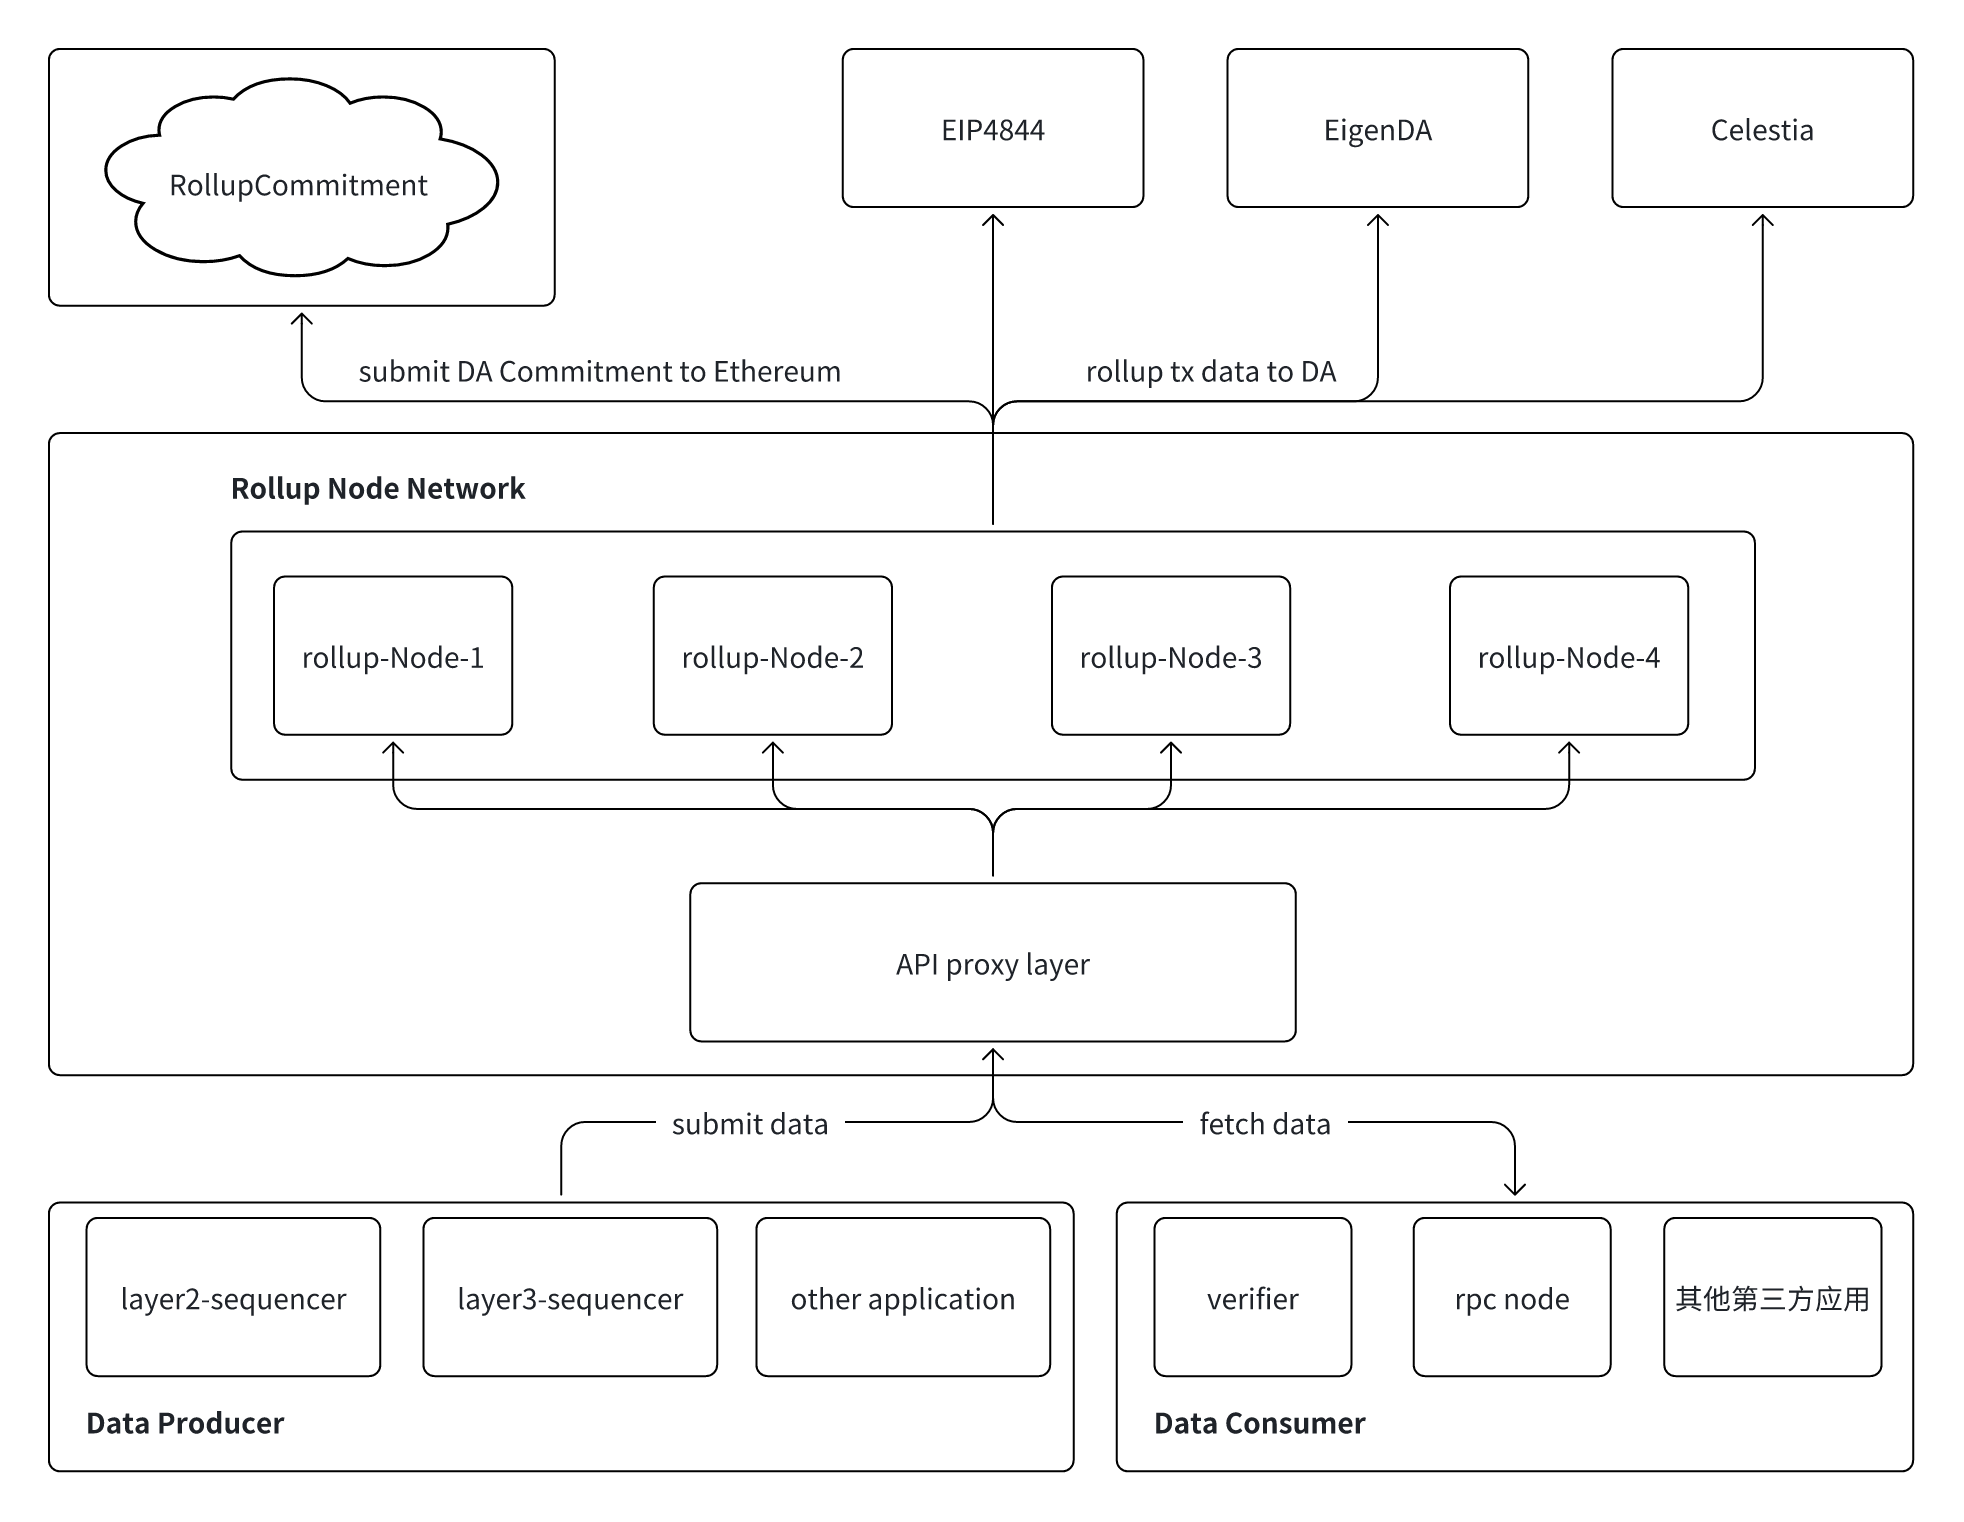 RollupCommitment
EIP4844
EigenDA
Celestia
submit DA Commitment to Ethereum
rollup tx data to DA
Rollup Node Network
rollup-Node-1
rollup-Node-2
rollup-Node-3
rollup-Node-4
API proxy layer
submit data
fetch data
layer2-sequencer
layer3-sequencer
other application
Data Producer
verifier
rpc node
其他第三方应用
Data Consumer